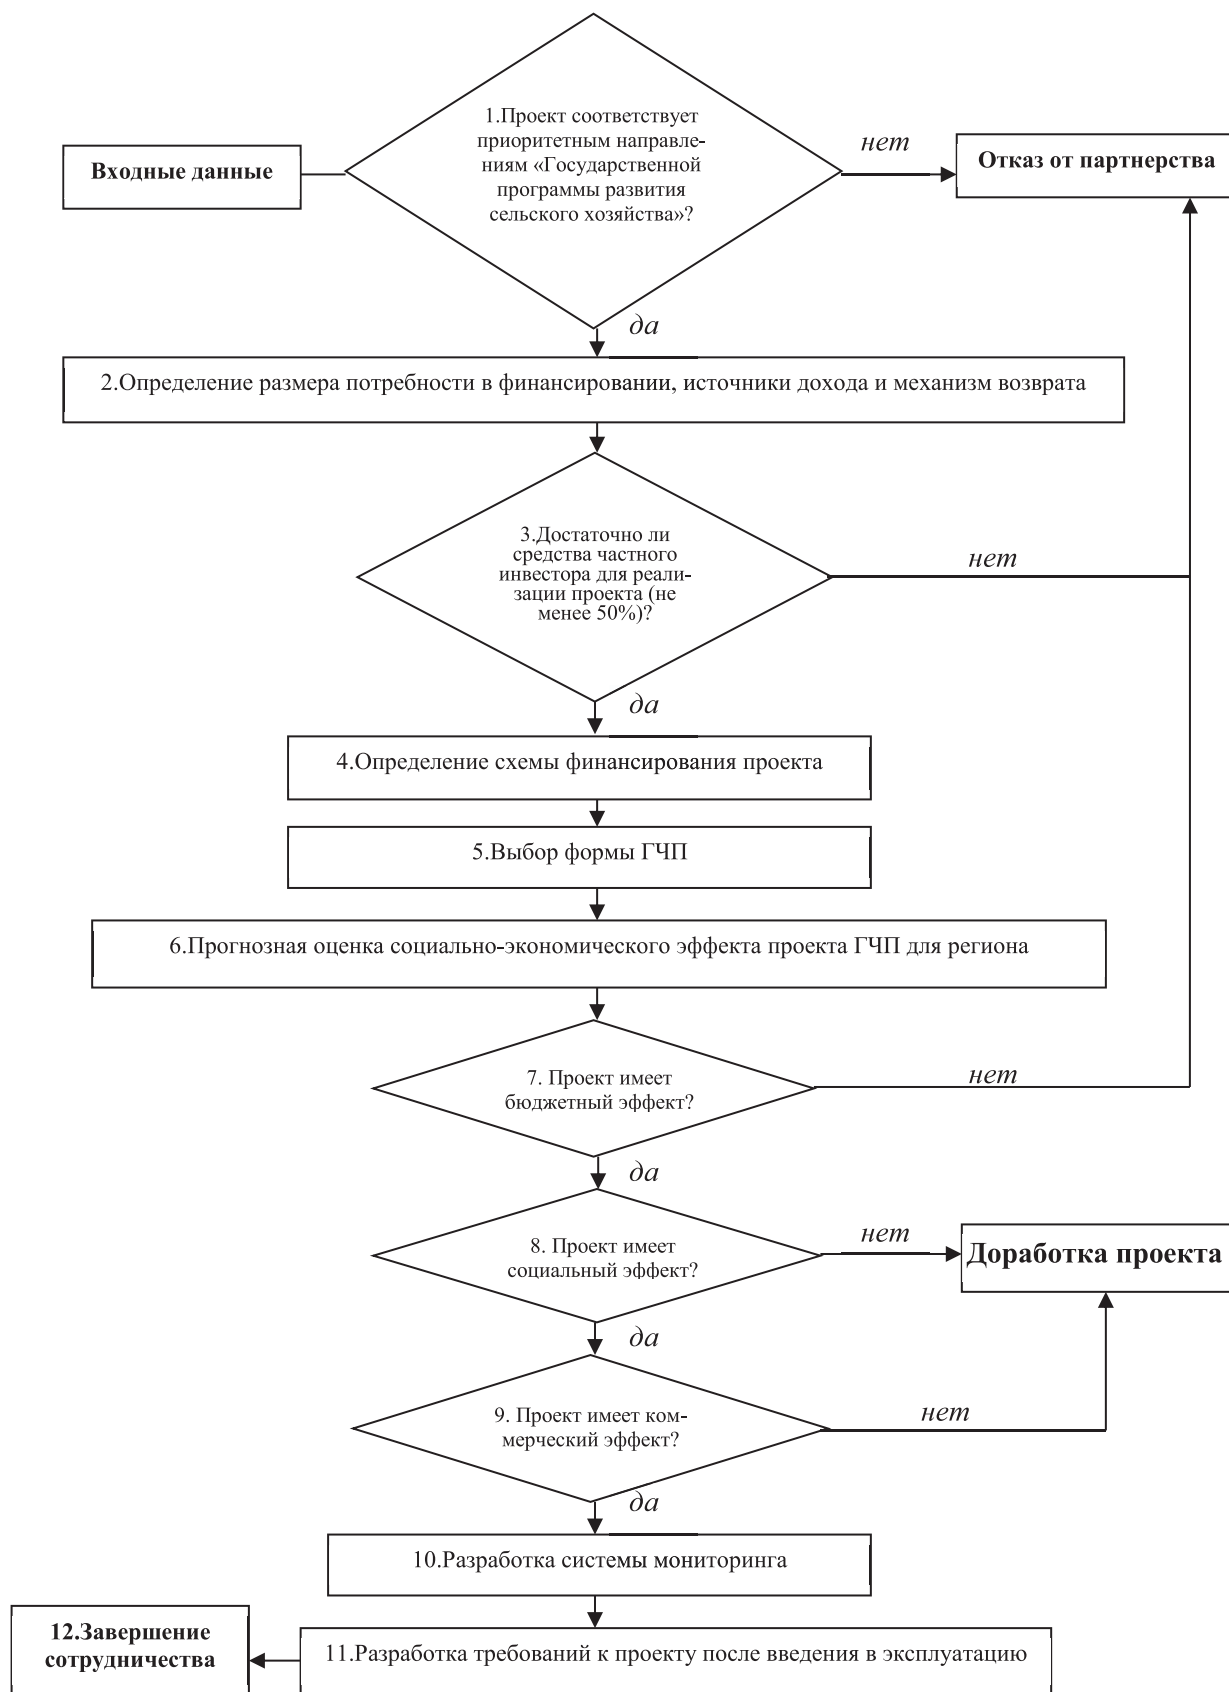 1.Проект соответствует
приоритетным направле-
ниям «Государственной
программы развития
сельского хозяйства»?
нет
Входные данные
Отказ от партнерства
да
2.Определение размера потребности в финансировании, источники дохода и механизм возврата
3.Достаточно ли
средства частного
инвестора для реали-
зации проекта (не
менее 50%)?
нет
да
4.Определение схемы финансирования проекта
5.Выбор формы ГЧП
6.Прогнозная оценка социально-экономического эффекта проекта ГЧП для региона
7. Проект имеет
бюджетный эффект?
нет
да
8. Проект имеет
социальный эффект?
нет
Доработка проекта
да
9. Проект имеет ком-
мерческий эффект?
нет
да
10.Разработка системы мониторинга
12.Завершение
сотрудничества
11.Разработка требований к проекту после введения в эксплуатацию